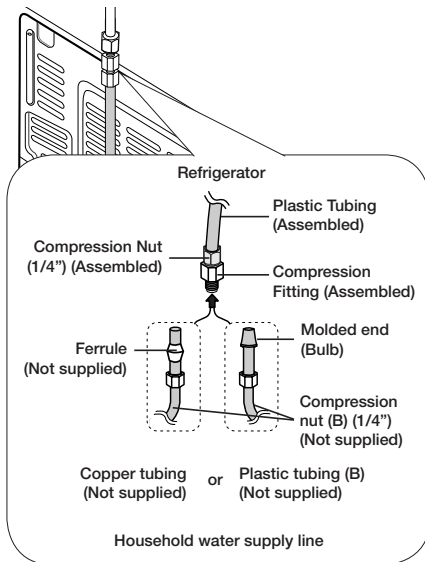 Refrigerator
Plastic Tubing
(Assembled)
Compression Nut
(1/4”) (Assembled)
Compression
Fitting (Assembled)
Ferrule
(Not supplied)
Molded end
(Bulb)
Compression
nut (B) (1/4”)
(Not supplied)
Copper tubing
(Not supplied)
or
Plastic tubing (B)
(Not supplied)
Household water supply line